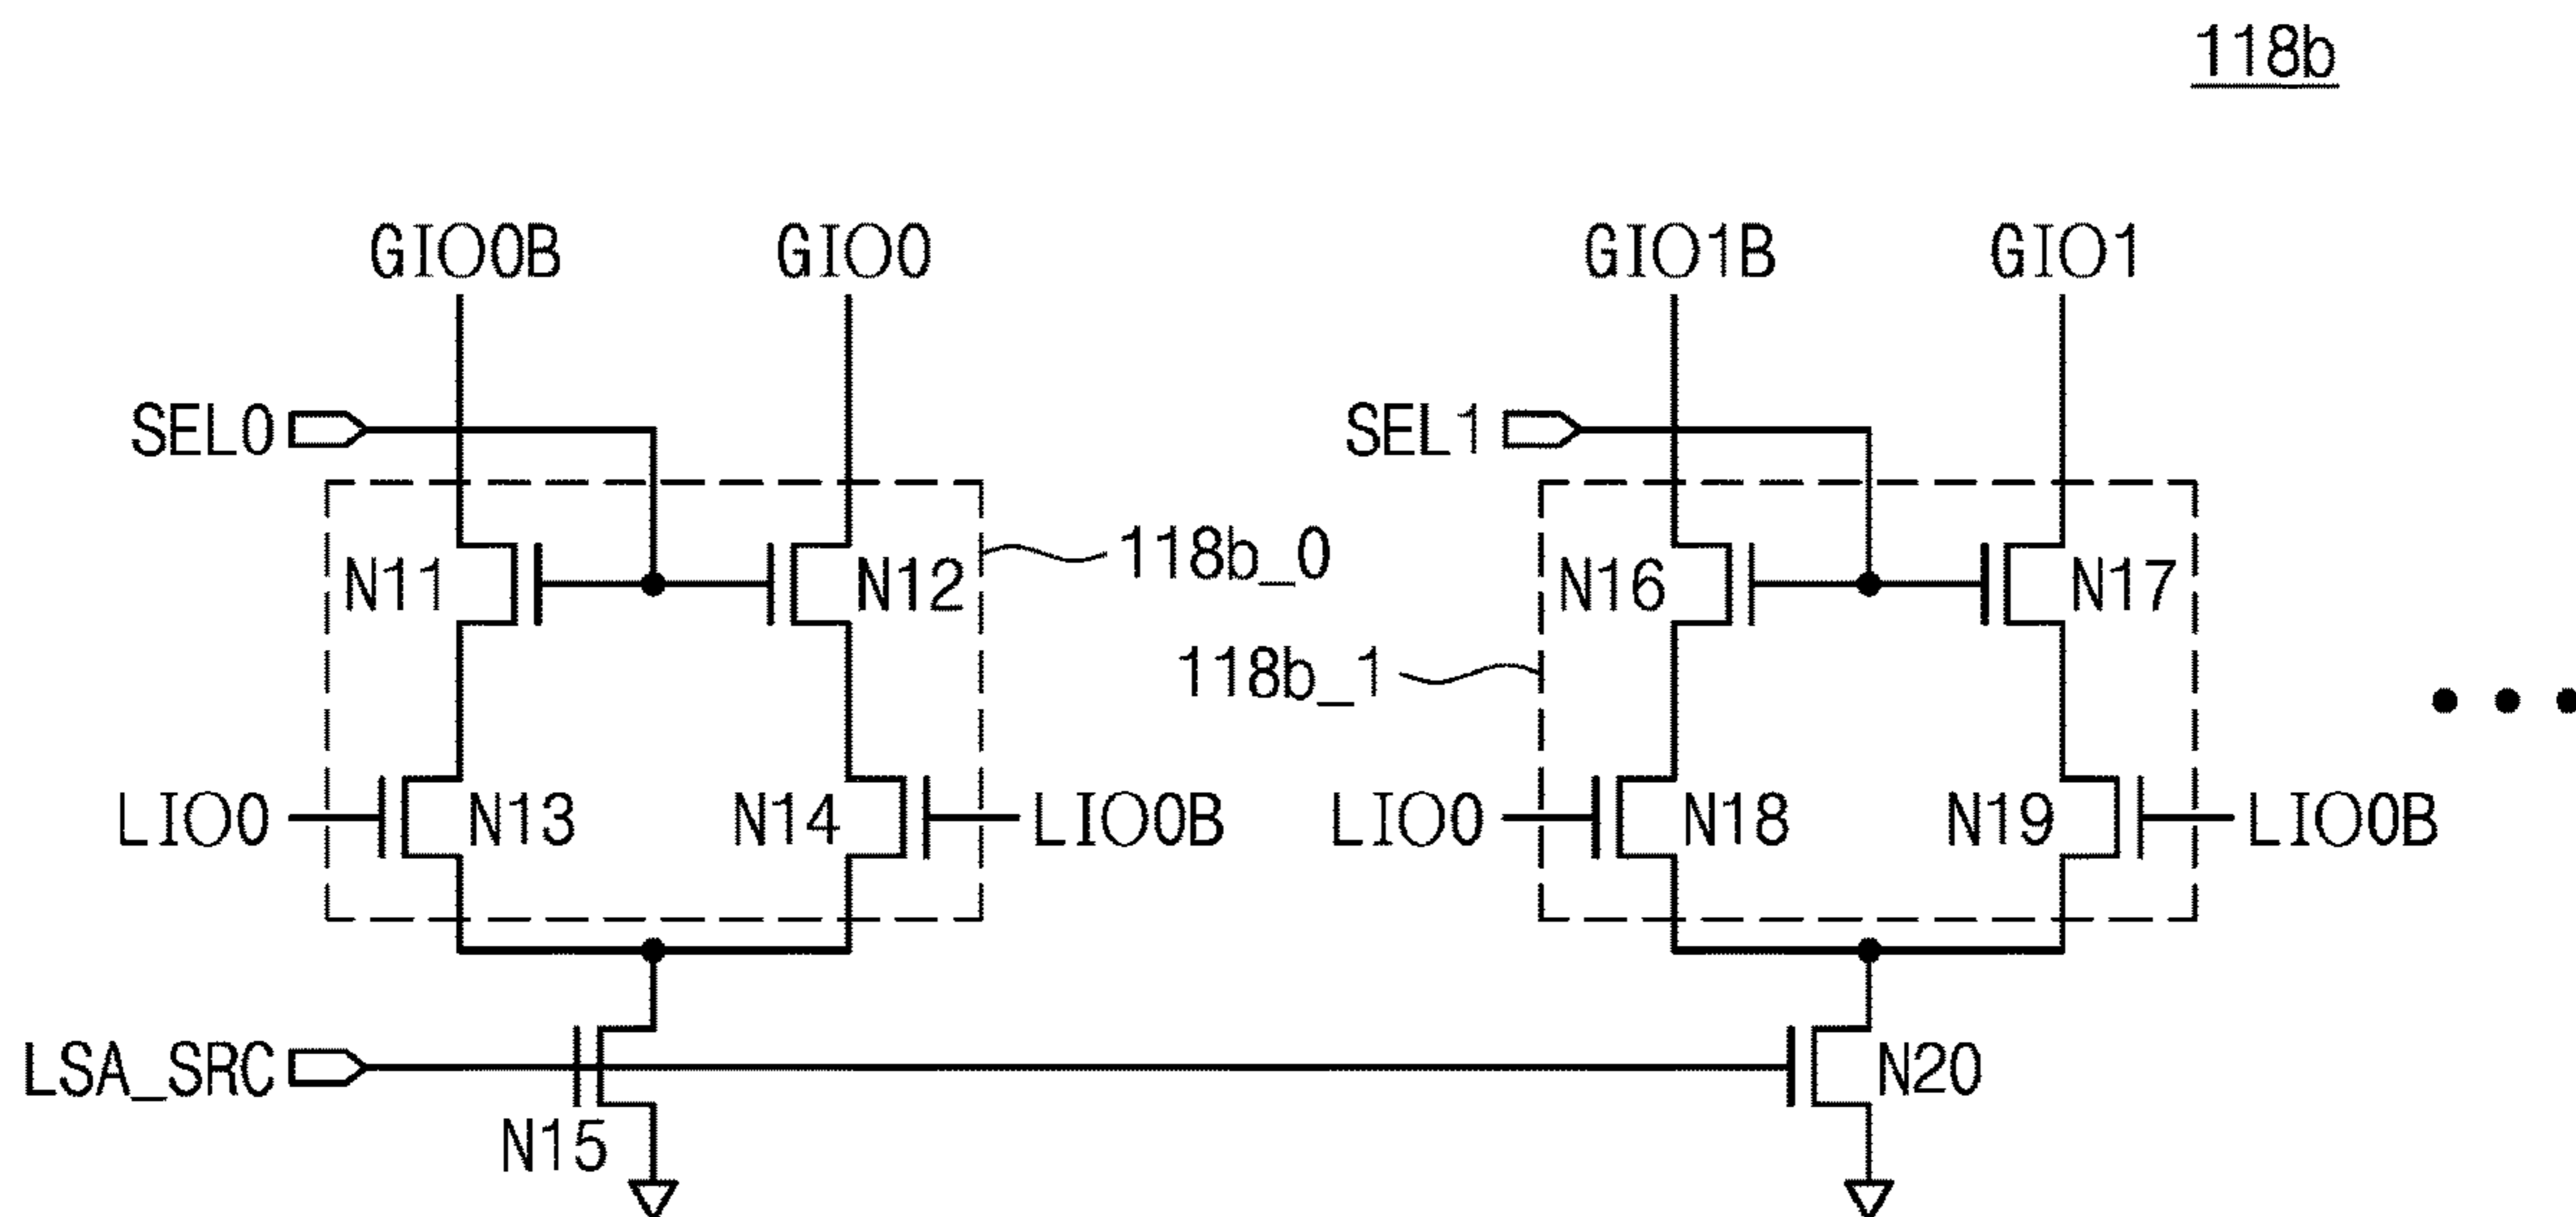 118b
GIO0B GIO0 GIO1B GIO1
SEL0 SEL1
N11 N12 118b_0 N16 N17
118b_1
LIO0 N13 N14 LIO0B LIO0 N18 N19 LIO0B
LSA_SRC N20
N15